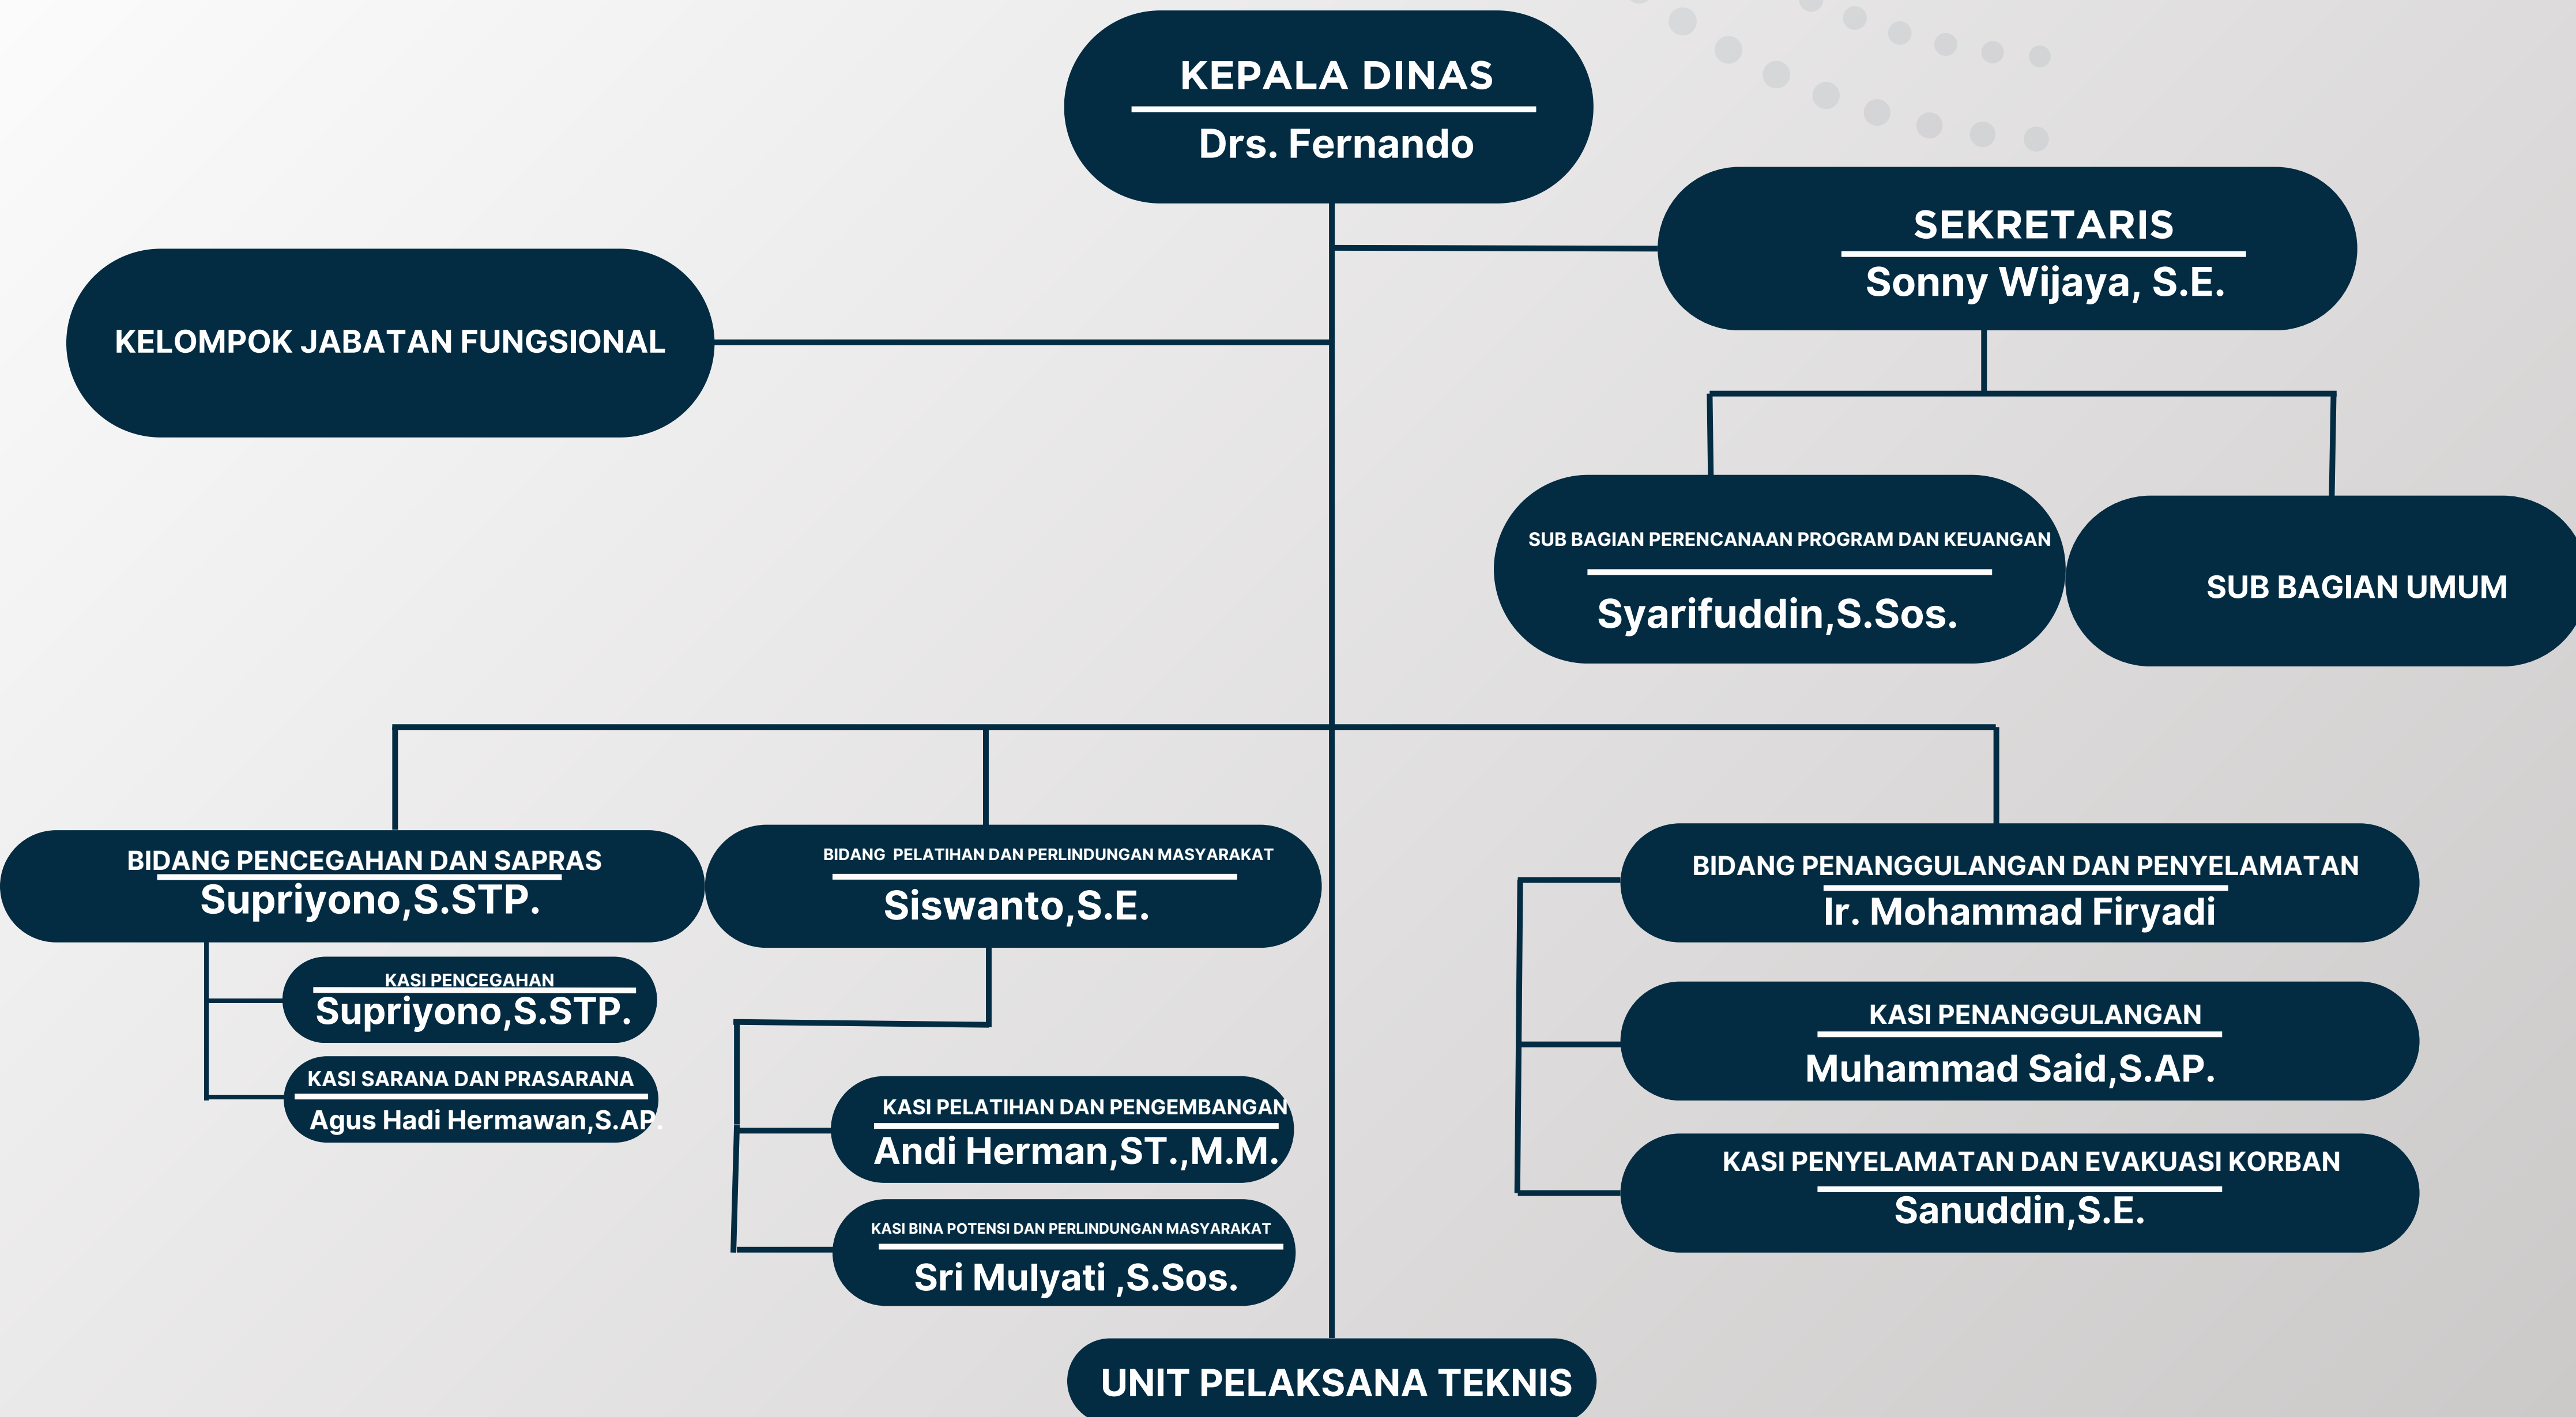 KEPALA DINAS
Drs. Fernando
SEKRETARIS
Sonny Wijaya, S.E.
KELOMPOK JABATAN FUNGSIONAL
SUB BAGIAN PERENCANAAN PROGRAM DAN KEUANGAN
Syarifuddin,S.Sos.
SUB BAGIAN UMUM
BIDANG PENCEGAHAN DAN SAPRAS
Supriyono,S.STP.
KASI PENCEGAHAN
Supriyono,S.STP.
KASI SARANA DAN PRASARANA
Agus Hadi Hermawan,S.AP.
BIDANG PELATIHAN DAN PERLINDUNGAN MASYARAKAT
Siswanto,S.E.
KASI PELATIHAN DAN PENGEMBANGAN
Andi Herman,ST.,M.M.
KASI BINA POTENSI DAN PERLINDUNGAN MASYARAKAT
Sri Mulyati ,S.Sos.
BIDANG PENANGGULANGAN DAN PENYELAMATAN
Ir. Mohammad Firyadi
KASI PENANGGULANGAN
Muhammad Said,S.AP.
KASI PENYELAMATAN DAN EVAKUASI KORBAN
Sanuddin,S.E.
UNIT PELAKSANA TEKNIS